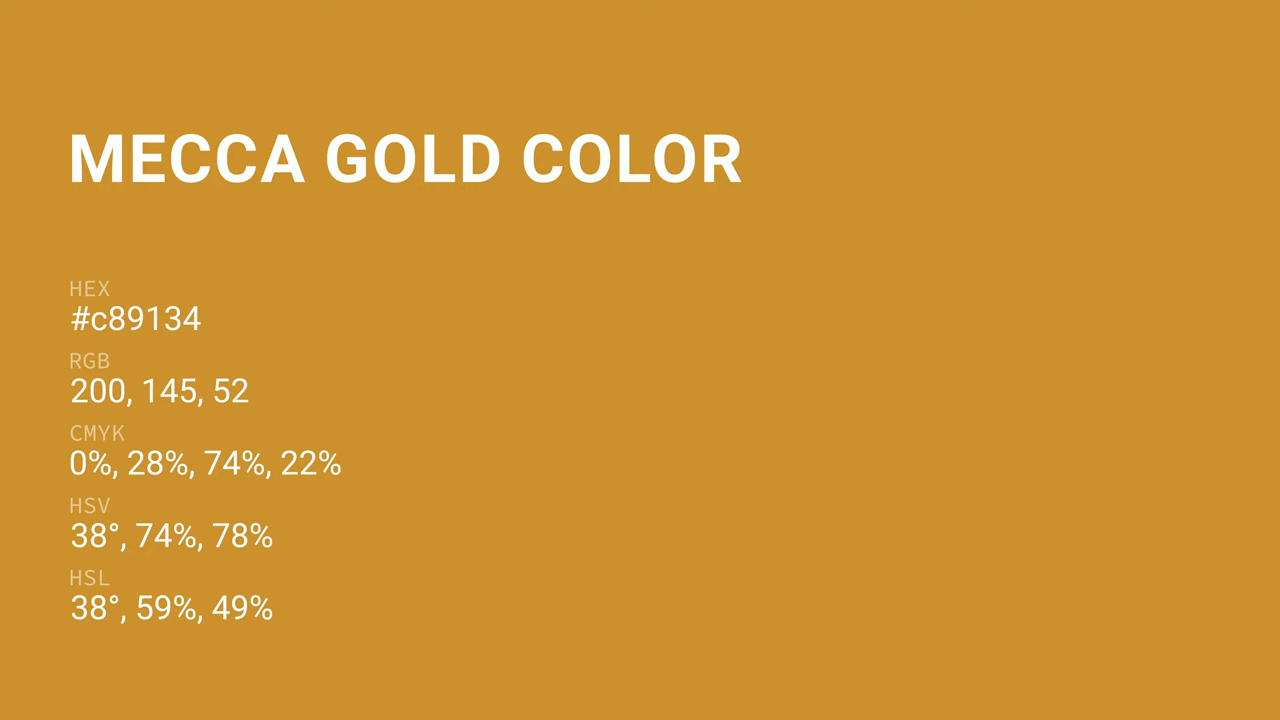 MECCA GOLD COLOR
HEX
#c89134
RGB
200, 145, 52
CMYK
0%, 28%, 74%, 22%
HSV
38°, 74%, 78%
HSL
38°, 59%, 49%